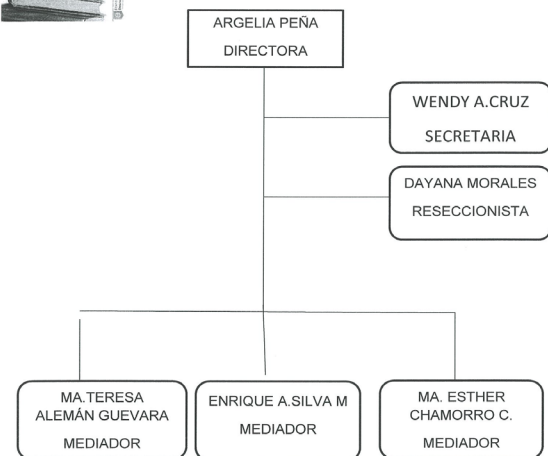 ARGELIA PEÑA
DIRECTORA
WENDY A.CRUZ
SECRETARIA
DAYANA MORALES
RESECCIONISTA
MA.TERESA
ALEMÁN GUEVARA
MEDIADOR
ENRIQUE A.SILVA M
MEDIADOR
MA. ESTHER
CHAMORRO C.
MEDIADOR